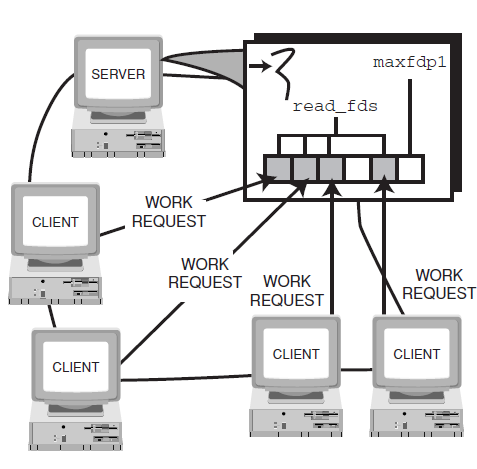 maxfdp1
SERVER
read_fds
WORK
REQUEST
CLIENT
WORK
REQUEST
WORK
REQUEST
WORK
REQUEST
CLIENT
CLIENT
CLIENT